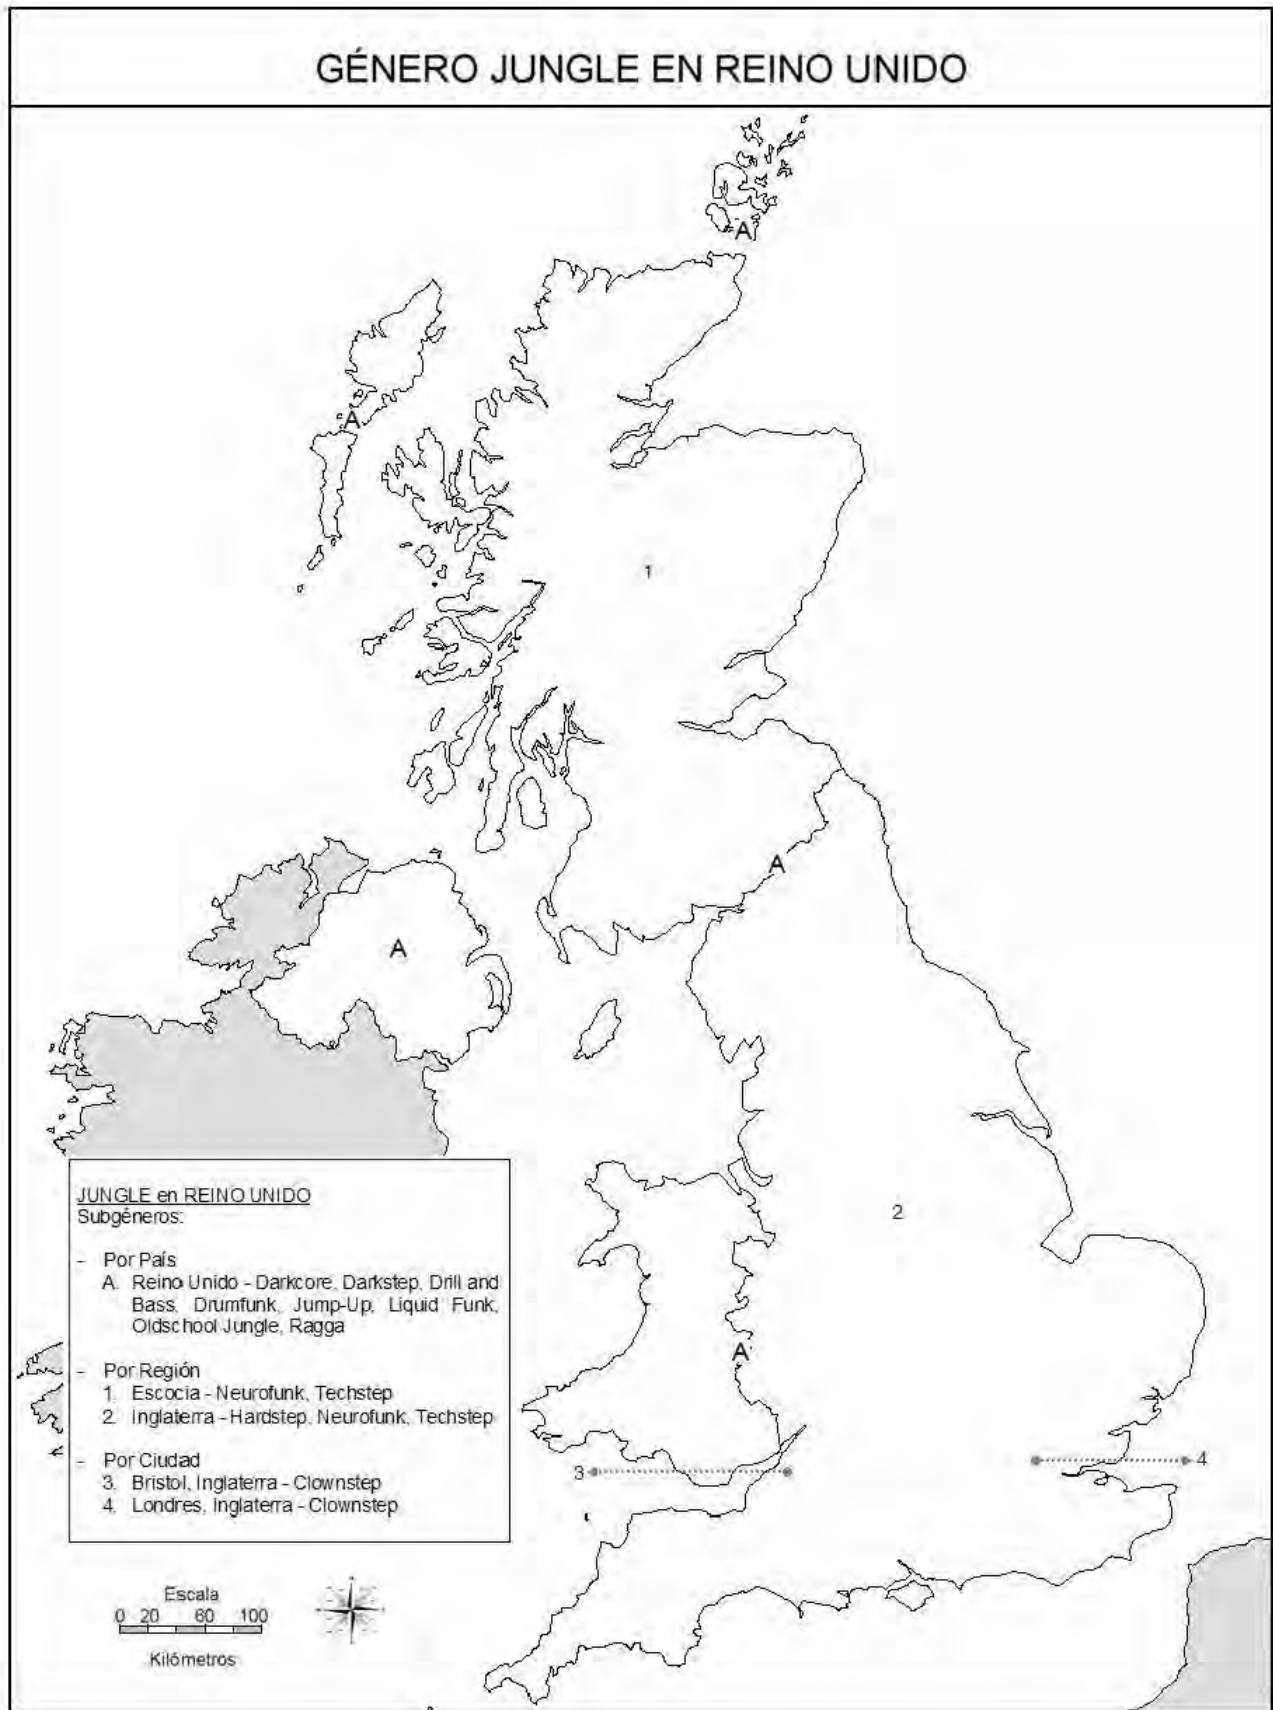 GÉNERO JUNGLE EN REINO UNIDO
A
A
1
A
A
2
A
3
4
JUNGLE en REINO UNIDO
Subgéneros:
- Por País
A. Reino Unido - Darkcore, Darkstep, Drill and
Bass, Drumfunk, Jump-Up, Liquid Funk,
Oldschool Jungle, Ragga
- Por Región
1. Escocia - Neurofunk, Techstep
2. Inglaterra - Hardstep, Neurofunk, Techstep
- Por Ciudad
3. Bristol, Inglaterra - Clownstep
4. Londres, Inglaterra - Clownstep
Escala
0 20 60 100
Kilómetros